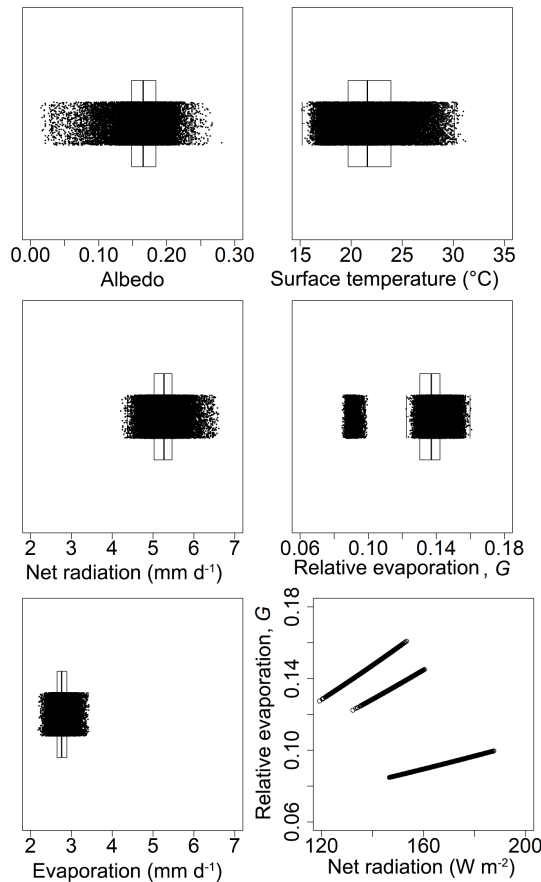 0.00 0.10 0.20 0.30
Albedo
15 20 25 30 35
Surface temperature (°C)
2 3 4 5 6 7
Net radiation (mm d-1)
0.06 0.10 0.14 0.18
Relative evaporation, G
2 3 4 5 6 7
Evaporation (mm d-1)
Relative evaporation, G
0.06 0.10 0.14 0.18
120 160 200
Net radiation (W m-2)